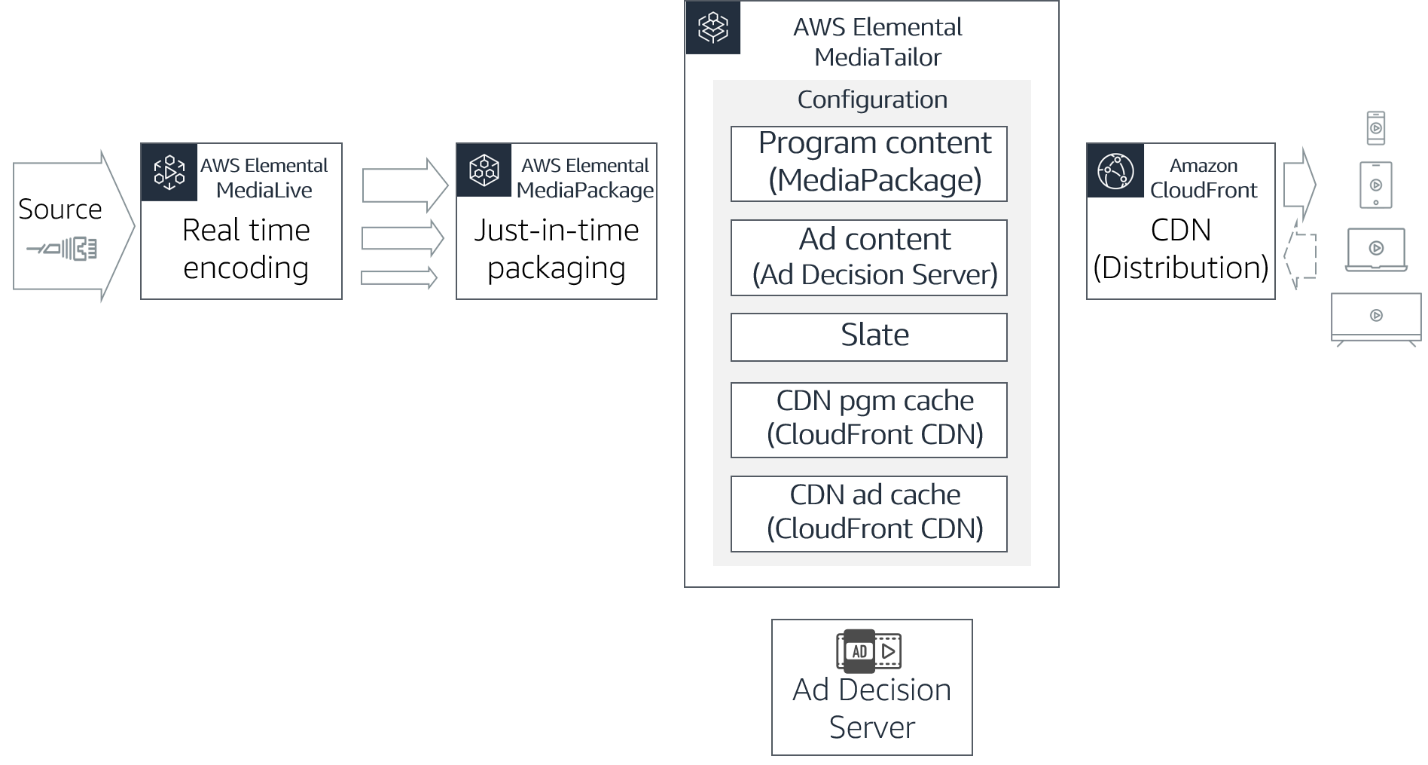 Source
AWS Elemental
MediaLive
Real time
encoding
AWS Elemental
MediaPackage
Just-in-time
packaging
AWS Elemental
MediaTailor
Configuration
Program content
(MediaPackage)
Ad content
(Ad Decision Server)
Slate
CDN pgm cache
(CloudFront CDN)
CDN ad cache
(CloudFront CDN)
AD
Ad Decision
Server
Amazon
CloudFront
CDN
(Distribution)